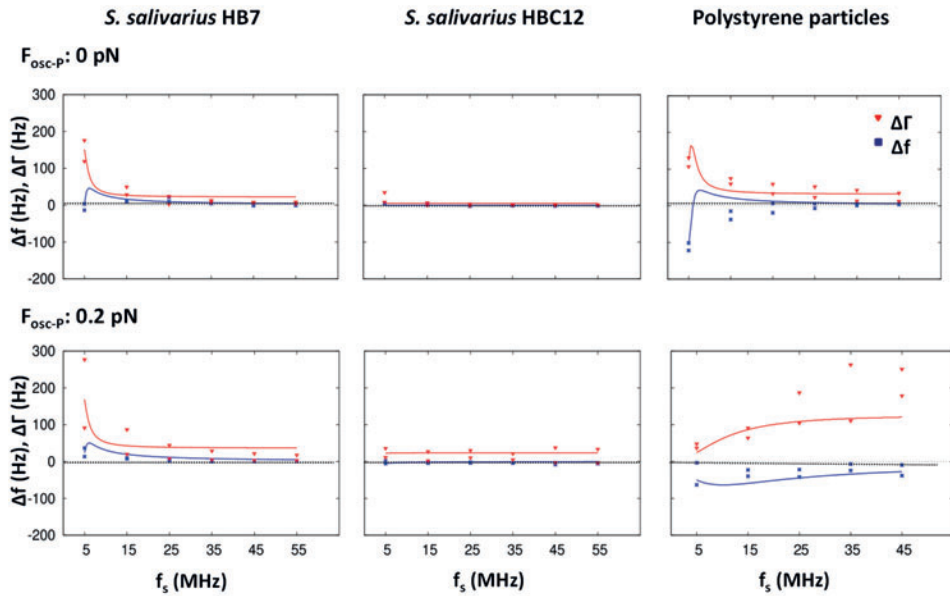 S. salivarius HB7 S. salivarius HBC12 Polystyrene particles
Fosc-P: 0 pN
Δf (Hz), ΔΓ (Hz)
300
200
100
0
-100
-200
ΔΓ
Δf
Fosc-P: 0.2 pN
Δf (Hz), ΔΓ (Hz)
300
200
100
0
-100
-200
5 15 25 35 45 55 5 15 25 35 45 55 5 15 25 35 45
fs (MHz) fs (MHz) fs (MHz)